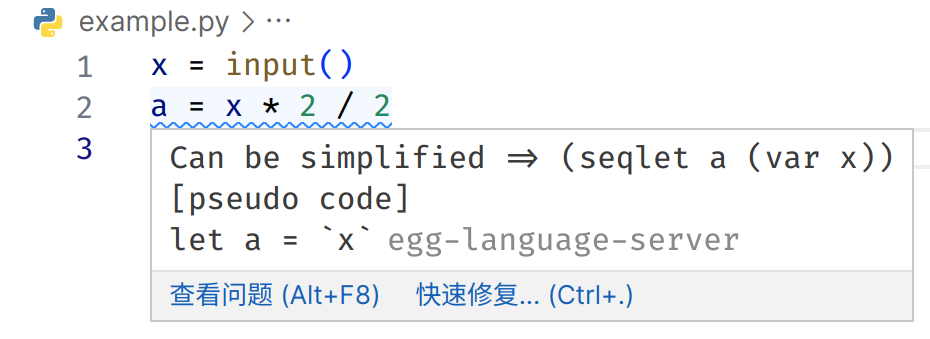 example.py > ...
1 x = input()
2 a = x * 2 / 2
3
Can be simplified ⇒ (seqlet a (var x))
[pseudo code]
let a = `x` egg-language-server
查看问题 (Alt+F8) 快速修复... (Ctrl+.)